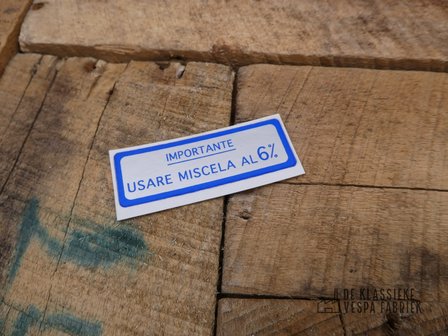 IMPORTANTE
USARE MISCELA AL 6%
DE KLASSIEKE
VESPA FABRIEK